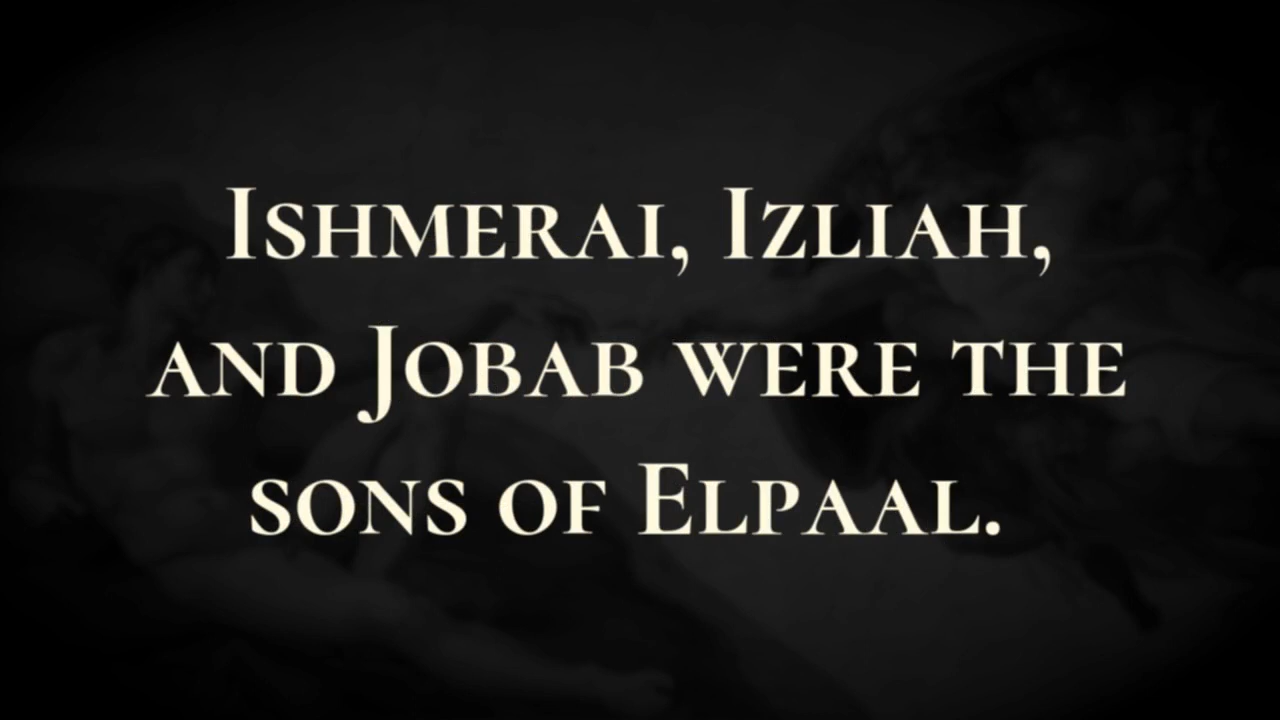 Ishmerai, Izliah,
and Jobab were the
sons of Elpaal.